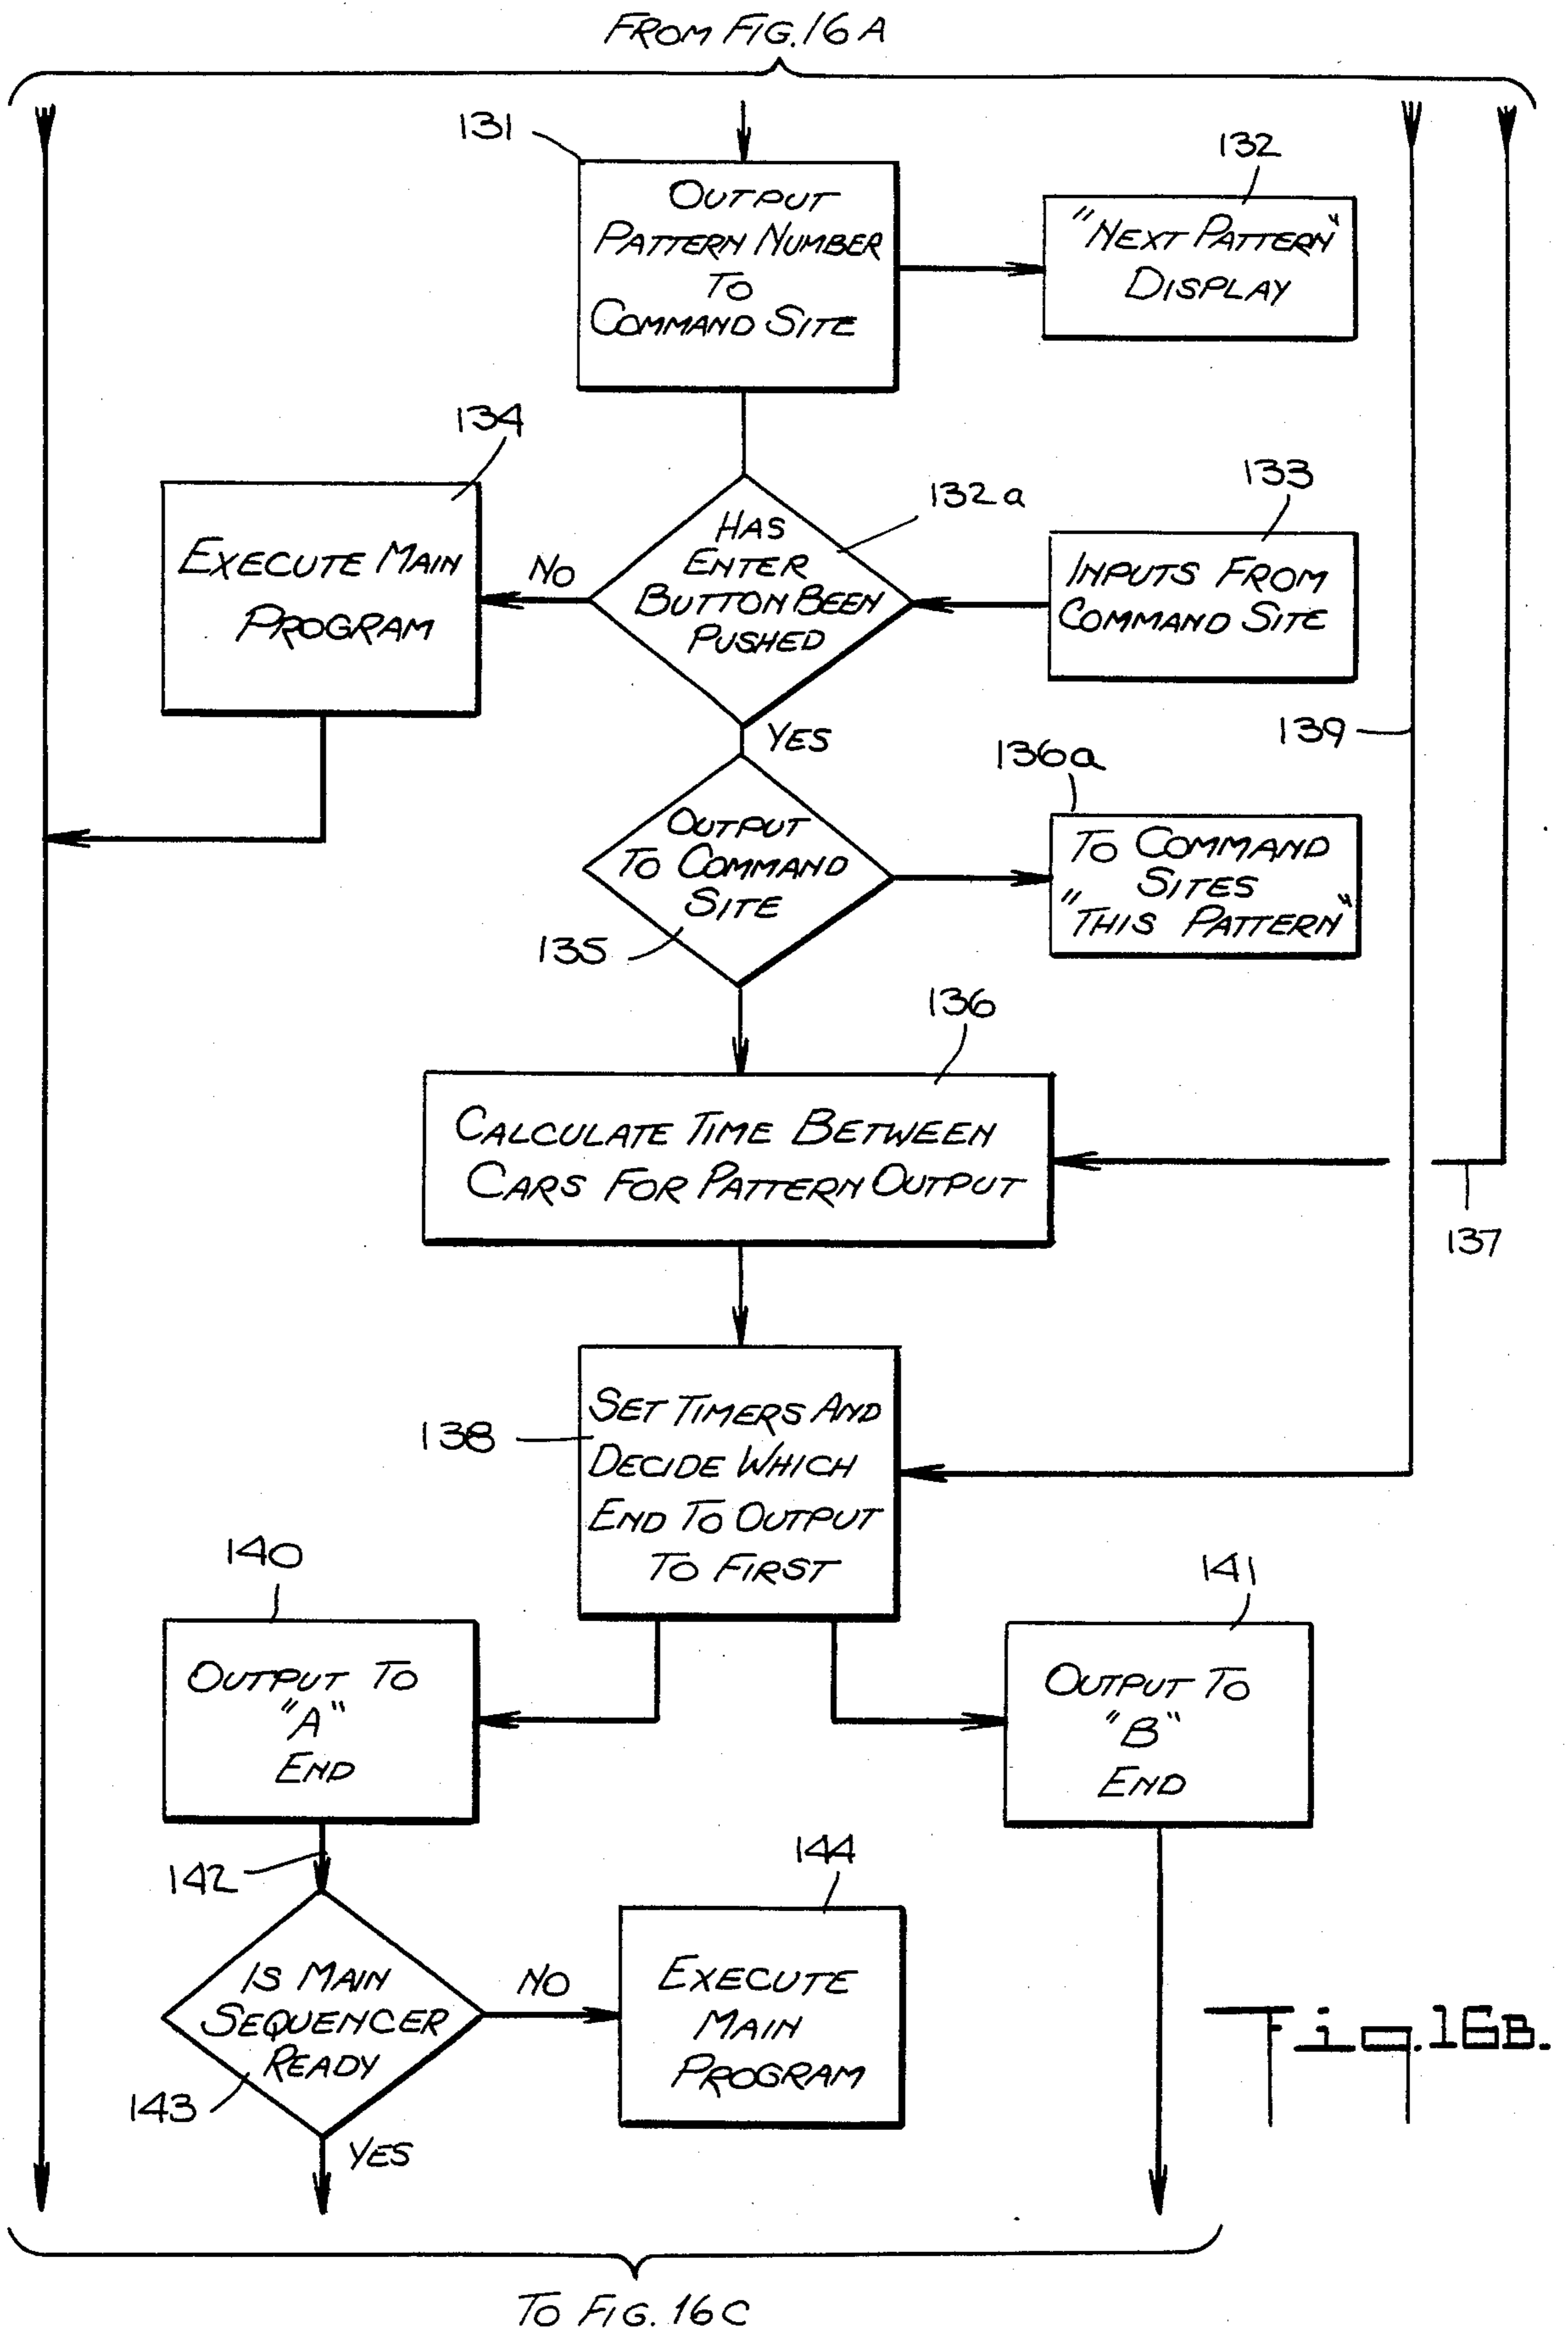 FROM FIG. 16A
131
OUTPUT
PATTERN NUMBER
TO
COMMAND SITE
132
"NEXT PATTERN"
DISPLAY
134
EXECUTE MAIN
PROGRAM
NO
HAS
ENTER
BUTTON BEEN
PUSHED
132a
133
INPUTS FROM
COMMAND SITE
YES
139
136a
OUTPUT
TO COMMAND
SITE
135
TO COMMAND
SITES
"THIS PATTERN"
136
CALCULATE TIME BETWEEN
CARS FOR PATTERN OUTPUT
137
138
SET TIMERS AND
DECIDE WHICH
END TO OUTPUT
TO FIRST
140
OUTPUT TO
"A"
END
141
OUTPUT TO
"B"
END
142
IS MAIN
SEQUENCER
READY
143
NO
YES
144
EXECUTE
MAIN
PROGRAM
Fig. 16B.
TO FIG. 16C